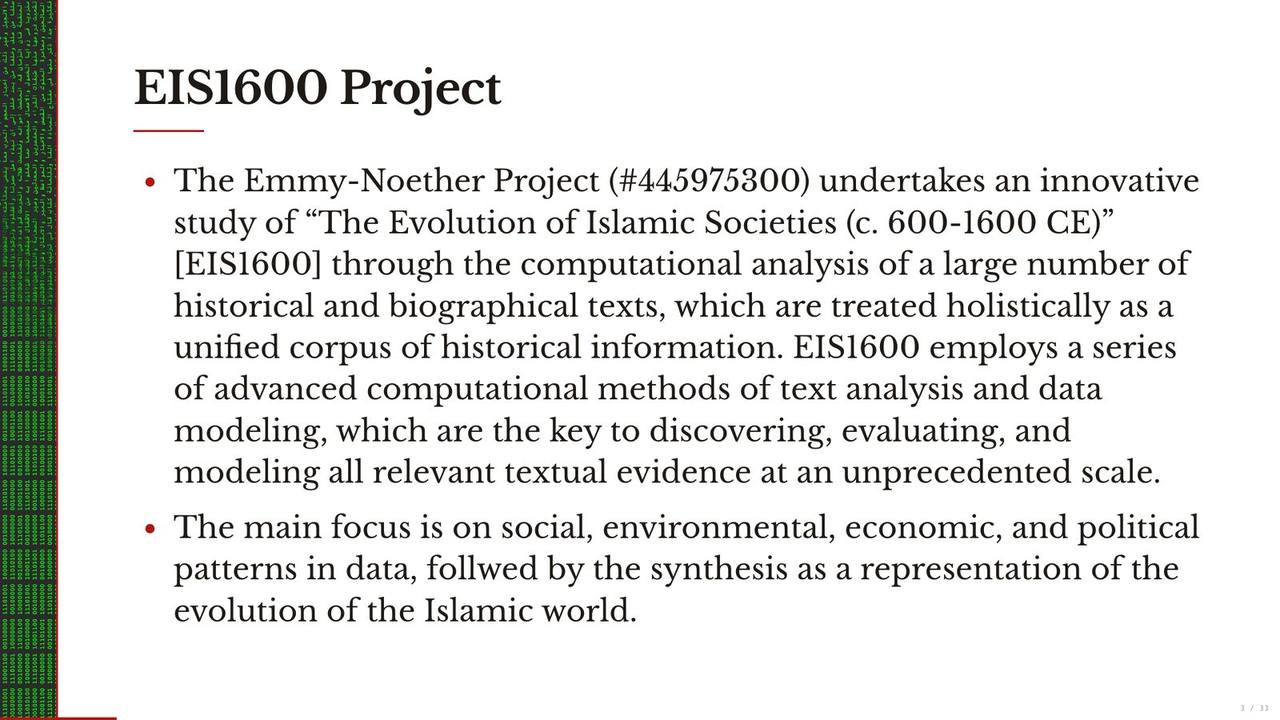 EIS1600 Project
• The Emmy-Noether Project (#445975300) undertakes an innovative
study of “The Evolution of Islamic Societies (c. 600-1600 CE)”
[EIS1600] through the computational analysis of a large number of
historical and biographical texts, which are treated holistically as a
unified corpus of historical information. EIS1600 employs a series
of advanced computational methods of text analysis and data
modeling, which are the key to discovering, evaluating, and
modeling all relevant textual evidence at an unprecedented scale.
• The main focus is on social, environmental, economic, and political
patterns in data, follwed by the synthesis as a representation of the
evolution of the Islamic world.
3 / 33